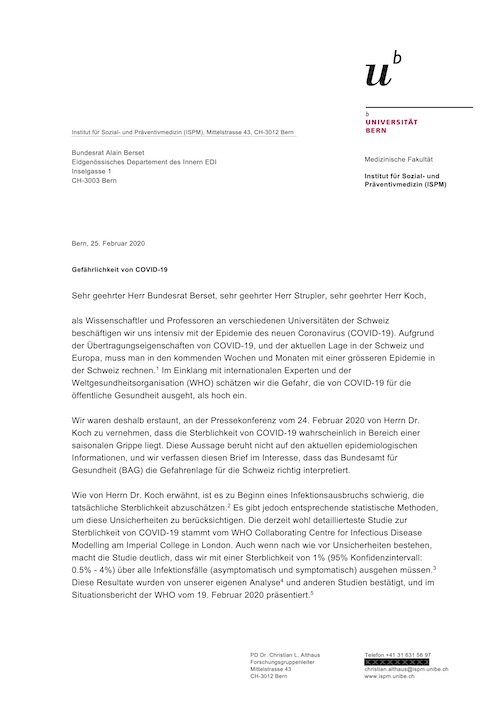 u
b
b
UNIVERSITÄT
BERN
Institut für Sozial- und Präventivmedizin (ISPM), Mittelstrasse 43, CH-3012 Bern
Bundesrat Alain Berset
Eidgenössisches Departement des Innern EDI
Inselgasse 1
CH-3003 Bern
Medizinische Fakultät
Institut für Sozial- und
Präventivmedizin (ISPM)
Bern, 25. Februar 2020
Gefährlichkeit von COVID-19
Sehr geehrter Herr Bundesrat Berset, sehr geehrter Herr Strupler, sehr geehrter Herr Koch,
als Wissenschaftler und Professoren an verschiedenen Universitäten der Schweiz
beschäftigen wir uns intensiv mit der Epidemie des neuen Coronavirus (COVID-19). Aufgrund
der Übertragungseigenschaften von COVID-19, und der aktuellen Lage in der Schweiz und
Europa, muss man in den kommenden Wochen und Monaten mit einer grösseren Epidemie in
der Schweiz rechnen.¹ Im Einklang mit internationalen Experten und der
Weltgesundheitsorganisation (WHO) schätzen wir die Gefahr, die von COVID-19 für die
öffentliche Gesundheit ausgeht, als hoch ein.
Wir waren deshalb erstaunt, an der Pressekonferenz vom 24. Februar 2020 von Herrn Dr.
Koch zu vernehmen, dass die Sterblichkeit von COVID-19 wahrscheinlich in Bereich einer
saisonalen Grippe liegt. Diese Aussage beruht nicht auf den aktuellen epidemiologischen
Informationen, und wir verfassen diesen Brief im Interesse, dass das Bundesamt für
Gesundheit (BAG) die Gefahrenlage für die Schweiz richtig interpretiert.
Wie von Herrn Dr. Koch erwähnt, ist es zu Beginn eines Infektionsausbruchs schwierig, die
tatsächliche Sterblichkeit abzuschätzen.² Es gibt jedoch entsprechende statistische Methoden,
um diese Unsicherheiten zu berücksichtigen. Die derzeit wohl detaillierteste Studie zur
Sterblichkeit von COVID-19 stammt vom WHO Collaborating Centre for Infectious Disease
Modelling am Imperial College in London. Auch wenn nach wie vor Unsicherheiten bestehen,
macht die Studie deutlich, dass wir mit einer Sterblichkeit von 1% (95% Konfidenzintervall:
0.5% - 4%) über alle Infektionsfälle (asymptomatisch und symptomatisch) ausgehen müssen.³
Diese Resultate wurden von unserer eigenen Analyse⁴ und anderen Studien bestätigt, und im
Situationsbericht der WHO vom 19. Februar 2020 präsentiert.⁵
PD Dr. Christian L. Althaus
Forschungsgruppenleiter
Mittelstrasse 43
CH-3012 Bern
Telefon +41 31 631 56 97
christian.althaus@ispm.unibe.ch
www.ispm.unibe.ch